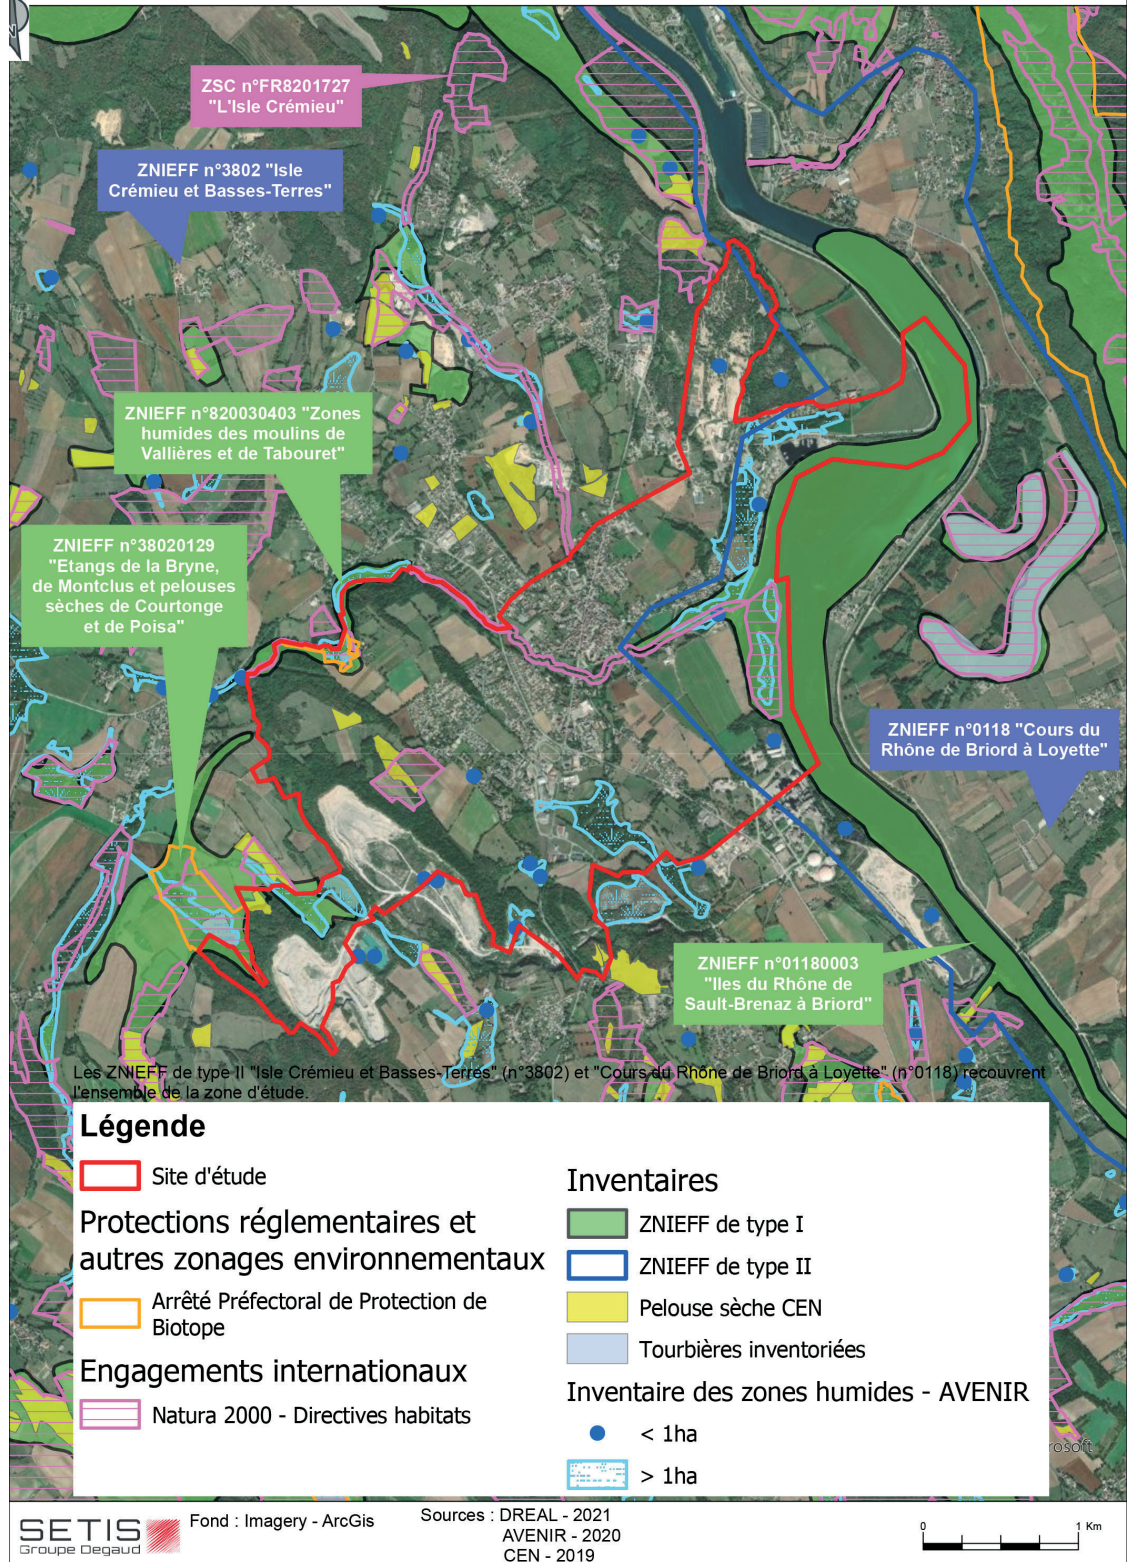 N
ZSC n°FR8201727
"L'Isle Crémieu"
ZNIEFF n°3802 "Isle
Crémieu et Basses-Terres"
ZNIEFF n°820030403 "Zones
humides des moulins de
Vallières et de Tabouret"
ZNIEFF n°38020129
"Etangs de la Bryne,
de Montclus et pelouses
sèches de Courtonge
et de Poisa"
ZNIEFF n°0118 "Cours du
Rhône de Briord à Loyette"
ZNIEFF n°01180003
"Iles du Rhône de
Sault-Brenaz à Briord"
Les ZNIEFF de type II "Isle Crémieu et Basses-Terres" (n°3802) et "Cours du Rhône de Briord à Loyette" (n°0118) recouvrent
l'ensemble de la zone d'étude.
Légende
Site d'étude
Protections réglementaires et
autres zonages environnementaux
Arrêté Préfectoral de Protection de
Biotope
Engagements internationaux
Natura 2000 - Directives habitats
Inventaires
ZNIEFF de type I
ZNIEFF de type II
Pelouse sèche CEN
Tourbières inventoriées
Inventaire des zones humides - AVENIR
< 1ha
> 1ha
rosoft
SETIS
Groupe Degaud
Fond : Imagery - ArcGis
Sources : DREAL - 2021
AVENIR - 2020
CEN - 2019
0 1 Km